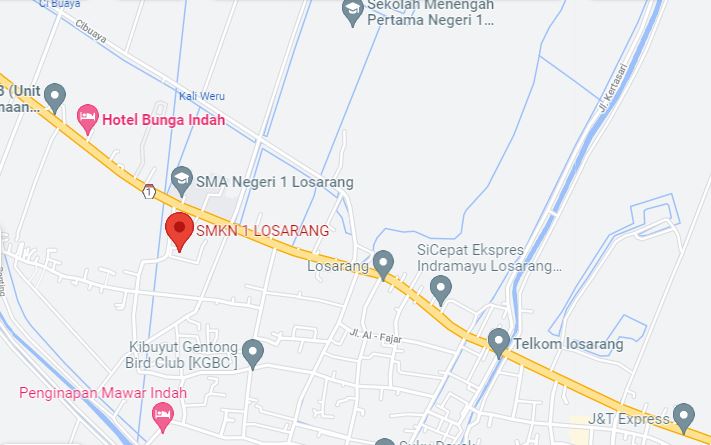 Ci Buaya
Sekolah Menengah
Pertama Negeri 1...
Cibuaya
(Unit
Kali Weru
Jl. Kertasari
Hotel Bunga Indah
1
SMA Negeri 1 Losarang
SMKN 1 LOSARANG
SiCepat Ekspres
Indramayu Losarang...
Losarang
Jl. Al - Fajar
Telkom losarang
Kibuyut Gentong
Bird Club [KGBC ]
Penginapan Mawar Indah
J&T Express